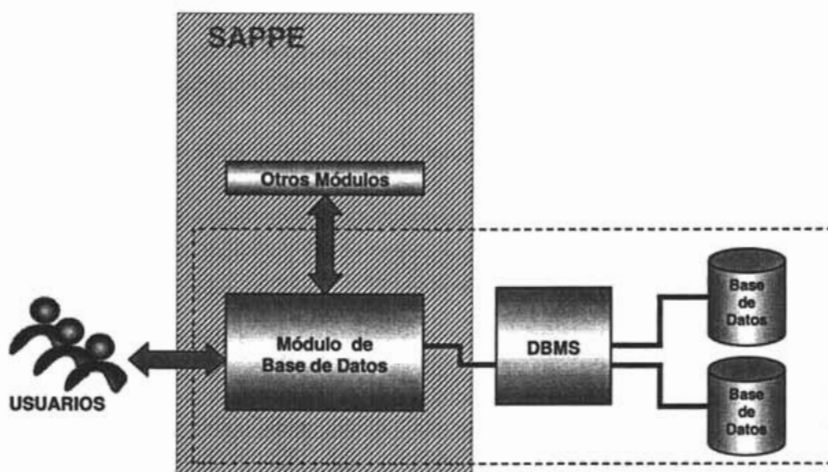 SAPPE
Otros Módulos
Módulo de
Base de Datos
DBMS
Base
de
Datos
Base
de
Datos
USUARIOS